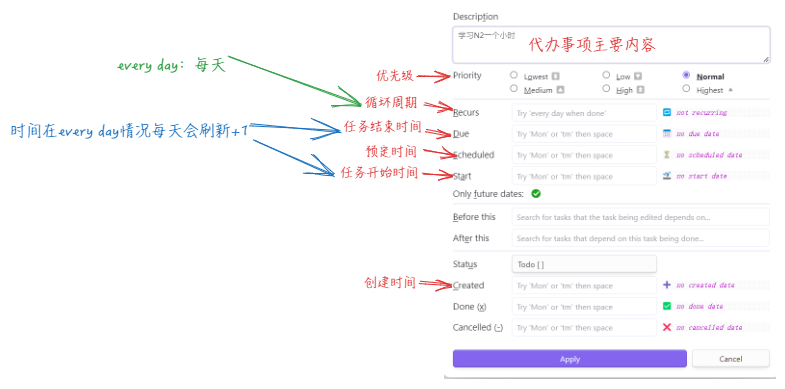 Description
学习N2一个小时
代办事项主要内容
every day：每天
优先级
Priority
Lowest
Low
Normal
Medium
High
Highest
循环周期
Recurs
Try 'every day when done'
not recurring
时间在every day情况每天会刷新+1
任务结束时间
Due
Try 'Mon' or 'tm' then space
no due date
预定时间
Scheduled
Try 'Mon' or 'tm' then space
no scheduled date
任务开始时间
Start
Try 'Mon' or 'tm' then space
no start date
Only future dates:
Before this
Search for tasks that the task being edited depends on...
After this
Search for tasks that depend on this task being done...
Status
Todo [ ]
创建时间
Created
Try 'Mon' or 'tm' then space
no created date
Done (x)
Try 'Mon' or 'tm' then space
no done date
Cancelled (-)
Try 'Mon' or 'tm' then space
no cancelled date
Apply
Cancel